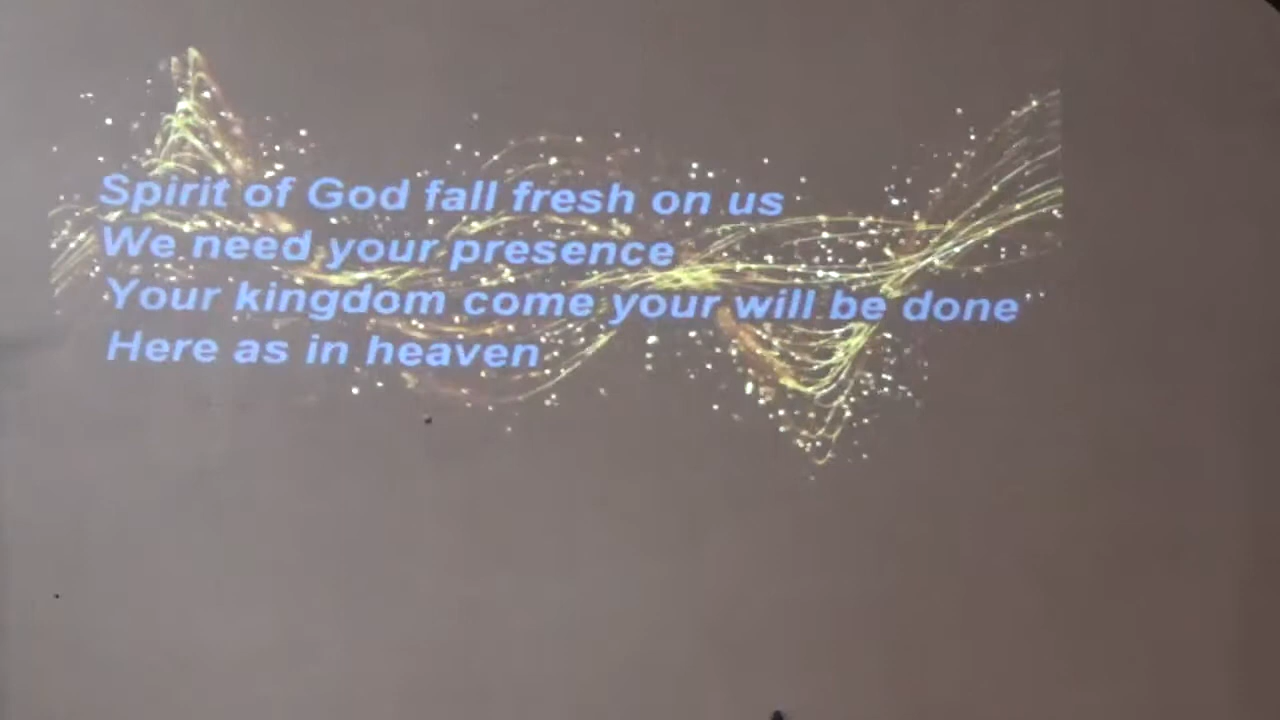 Spirit of God fall fresh on us
We need your presence
Your kingdom come your will be done
Here as in heaven